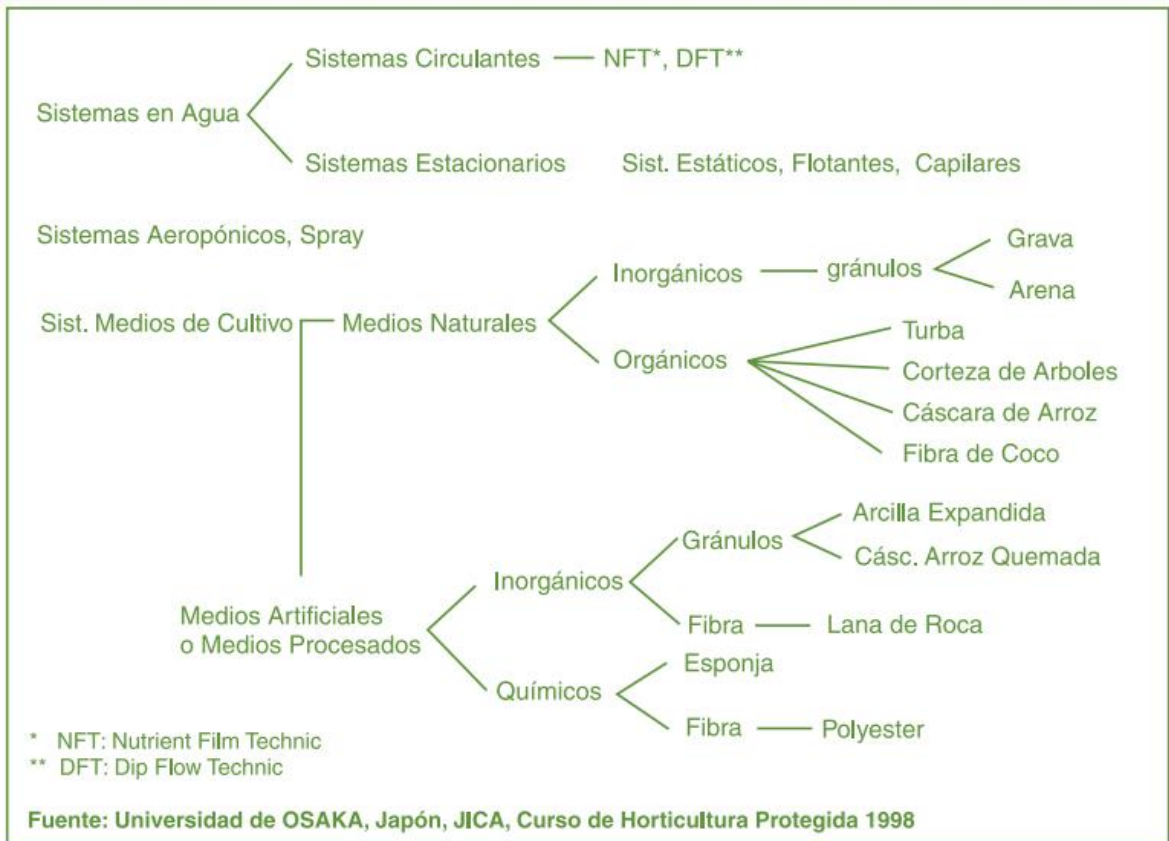 Sistemas Circulantes NFT*, DFT**
Sistemas en Agua
Sistemas Estacionarios Sist. Estáticos, Flotantes, Capilares
Sistemas Aeropónicos, Spray
Grava
Inorgánicos gránulos
Arena
Sist. Medios de Cultivo Medios Naturales
Turba
Orgánicos
Corteza de Arboles
Cáscara de Arroz
Fibra de Coco
Arcilla Expandida
Gránulos
Cásc. Arroz Quemada
Inorgánicos
Medios Artificiales
o Medios Procesados
Fibra Lana de Roca
Esponja
Químicos
Fibra Polyester
* NFT: Nutrient Film Technic
** DFT: Dip Flow Technic
Fuente: Universidad de OSAKA, Japón, JICA, Curso de Horticultura Protegida 1998